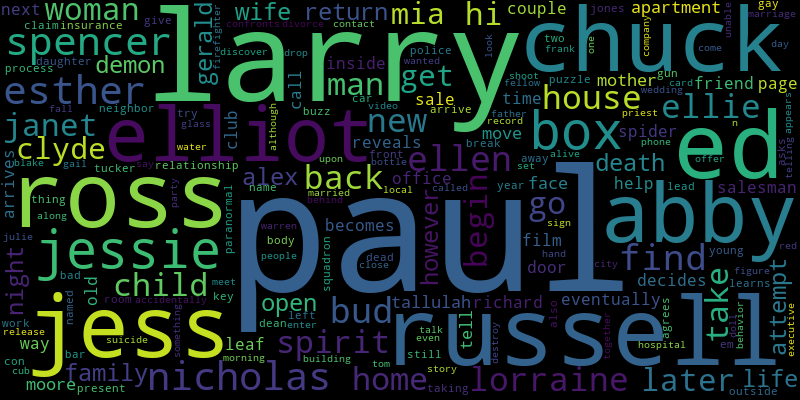 next woman wife return mia hi couple apartment gay
claim insurance give larry two jones marriage
spencer gerald firefighter confronts divorce contact chuck frank one company come day unable
process daughter demon discover drop look police wanted shoot fellow puzzle mother gun card friend page
esther fall neighbor call inside man get sale house wedding father priest
janet try glass club car video time arrive record ellie appears
clyde water elliot although buzz new move box spider ed
arrives blake gail tucker say relationship reveals front bottle ellen break away set alive phone n death offer asks telling
ross alex back office year face help lead salesman
thing along party paranormal name married behind upon local called however begin go sign abby
julie jessie warren body people squadron becomes dead close paul film door hand city find young red
night bad child key meet decides figure learns
work named old room accidentally something open bud tallulah richard eventually also take attempt
release jess suicide dean left enter tell russell agrees together hospital doll behavior executive
way bar leaf morning spirit talk even still destroy em
con cub family building tom story
moore present nicholas home taking lorraine later life outside